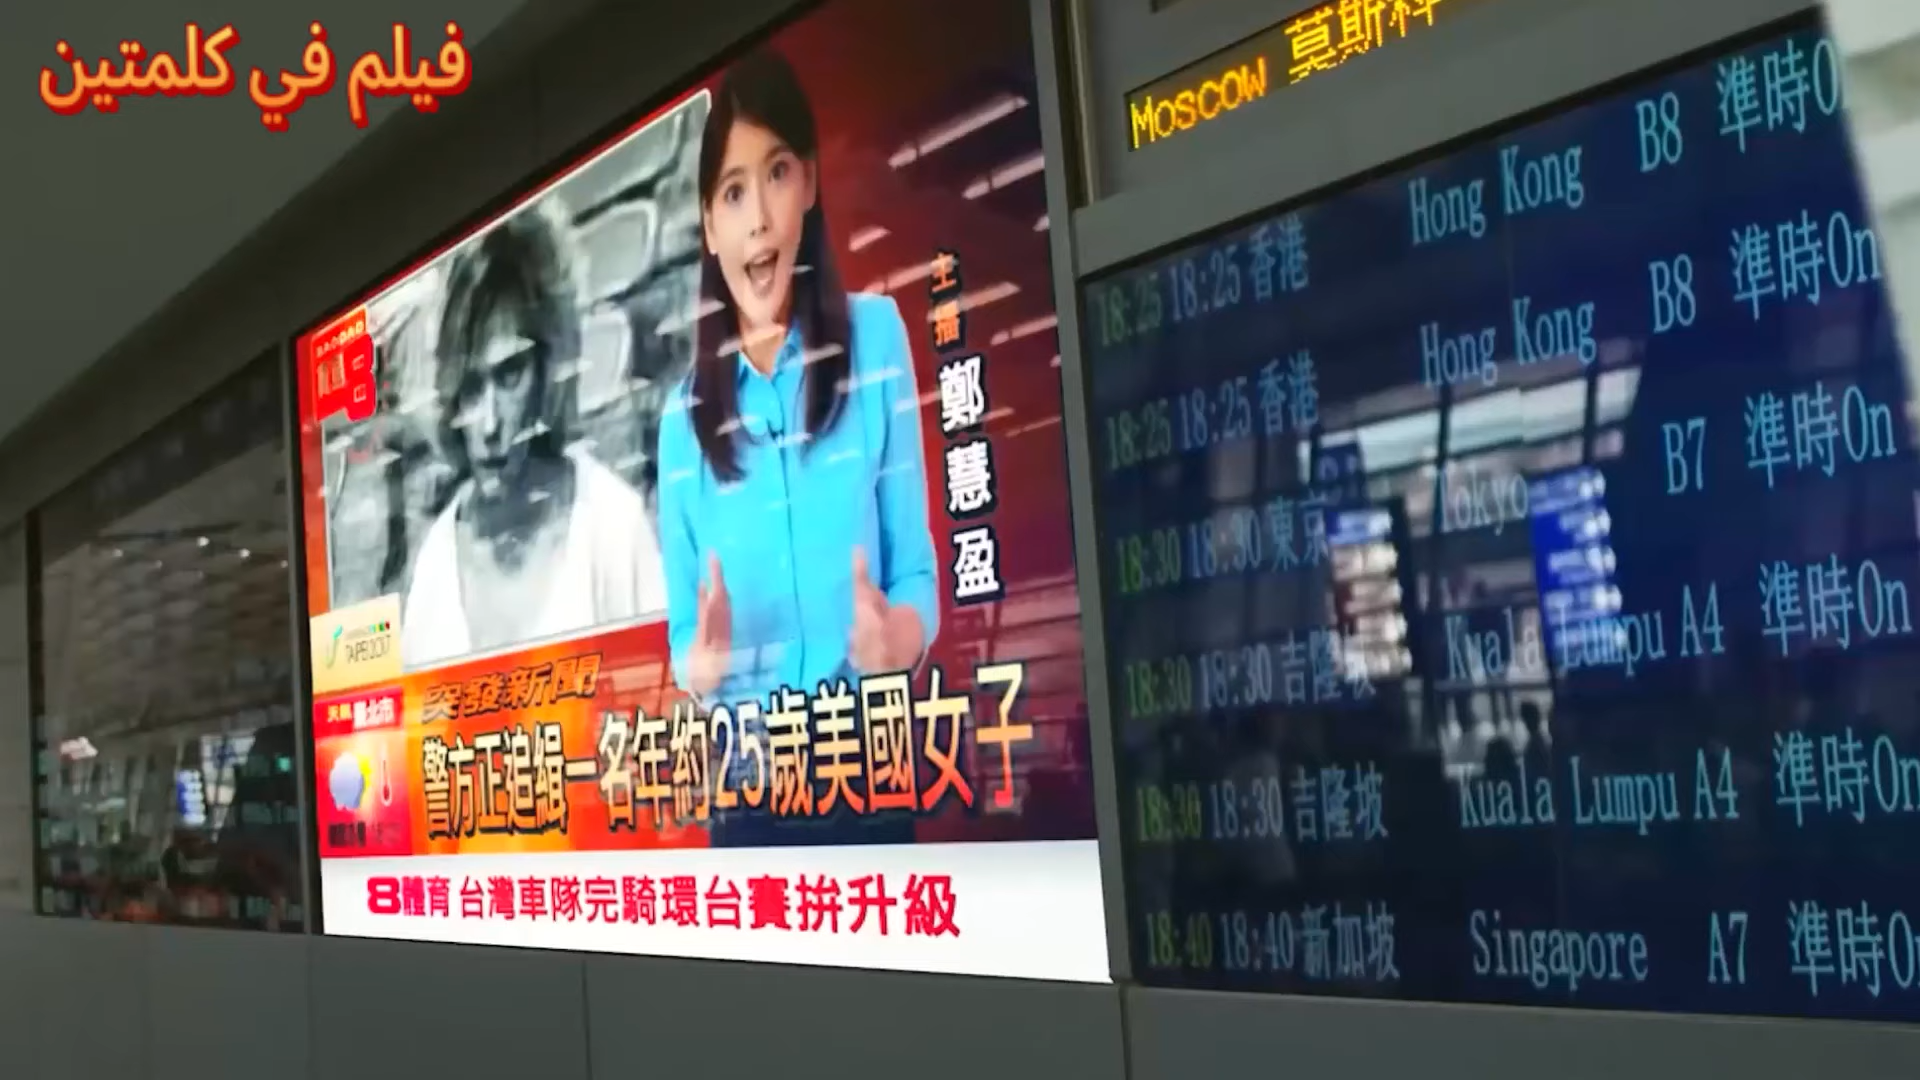 فيلم في كلمتين
MOSCOW 莫斯科
18:25 18:25 香港 Hong Kong B8 準時On
18:25 18:25 香港 Hong Kong B8 準時On
18:30 18:30 東京 Tokyo B7 準時On
18:30 18:30 吉隆坡 Kuala Lumpu A4 準時On
18:30 18:30 吉隆坡 Kuala Lumpu A4 準時On
18:40 18:40 新加坡 Singapore A7 準時On
主播 鄭慧盈
TAIPEI 2017
臺北市
突發新聞
警方正追緝一名年約25歲美國女子
8體育 台灣車隊完騎環台賽拚升級